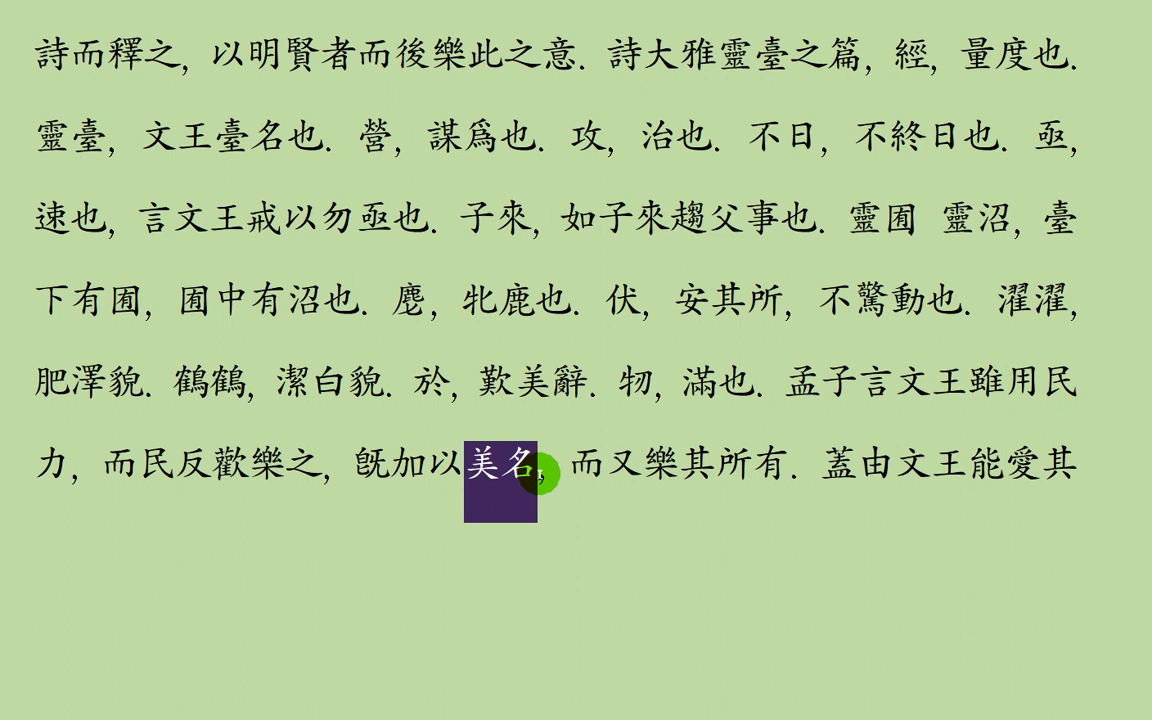 詩而釋之, 以明賢者而後樂此之意. 詩大雅靈臺之篇, 經, 量度也.
靈臺, 文王臺名也. 營, 謀爲也. 攻, 治也. 不日, 不終日也. 亟,
速也, 言文王戒以勿亟也. 子來, 如子來趨父事也. 靈囿 靈沼, 臺
下有囿, 囿中有沼也. 麀, 牝鹿也. 伏, 安其所, 不驚動也. 濯濯,
肥澤貌. 鶴鶴, 潔白貌. 於, 歎美辭. 牣, 滿也. 孟子言文王雖用民
力, 而民反歡樂之, 旣加以美名, 而又樂其所有. 蓋由文王能愛其